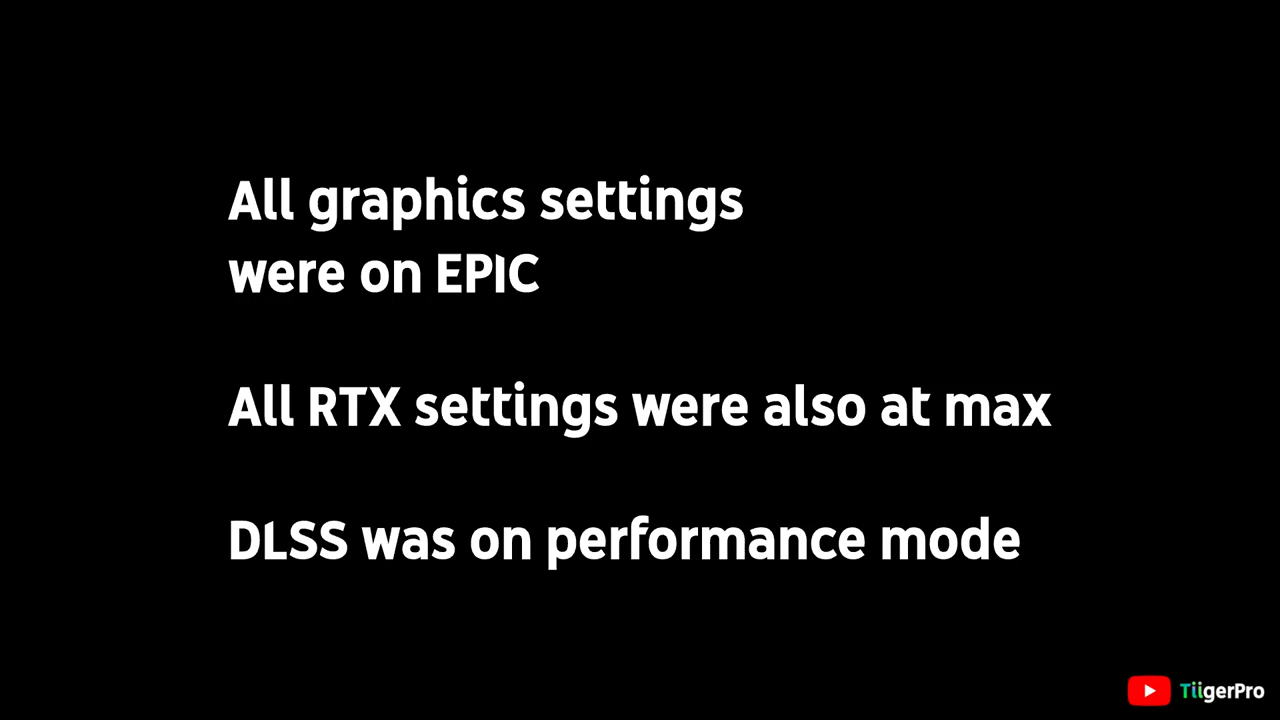 All graphics settings
were on EPIC
All RTX settings were also at max
DLSS was on performance mode
TiigerPro